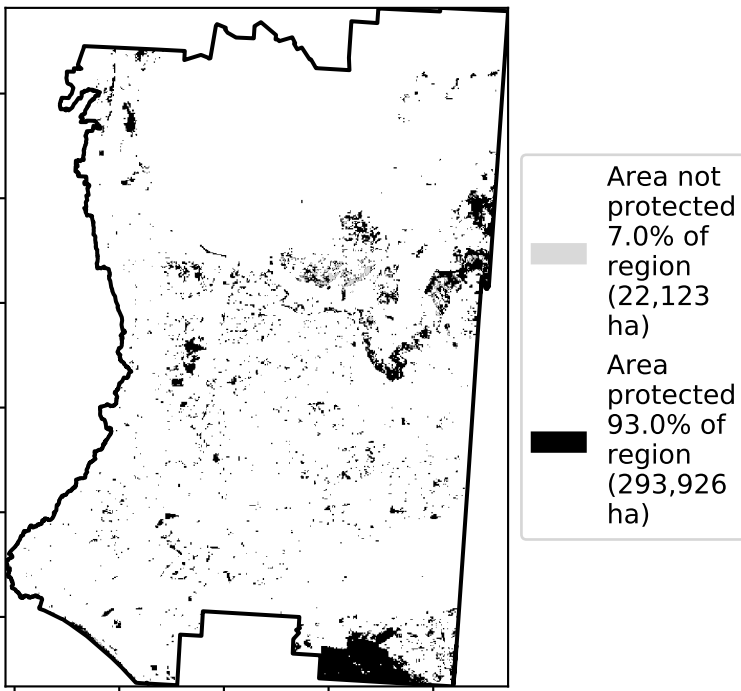 Area not
protected
7.0% of
region
(22,123
ha)
Area
protected
93.0% of
region
(293,926
ha)